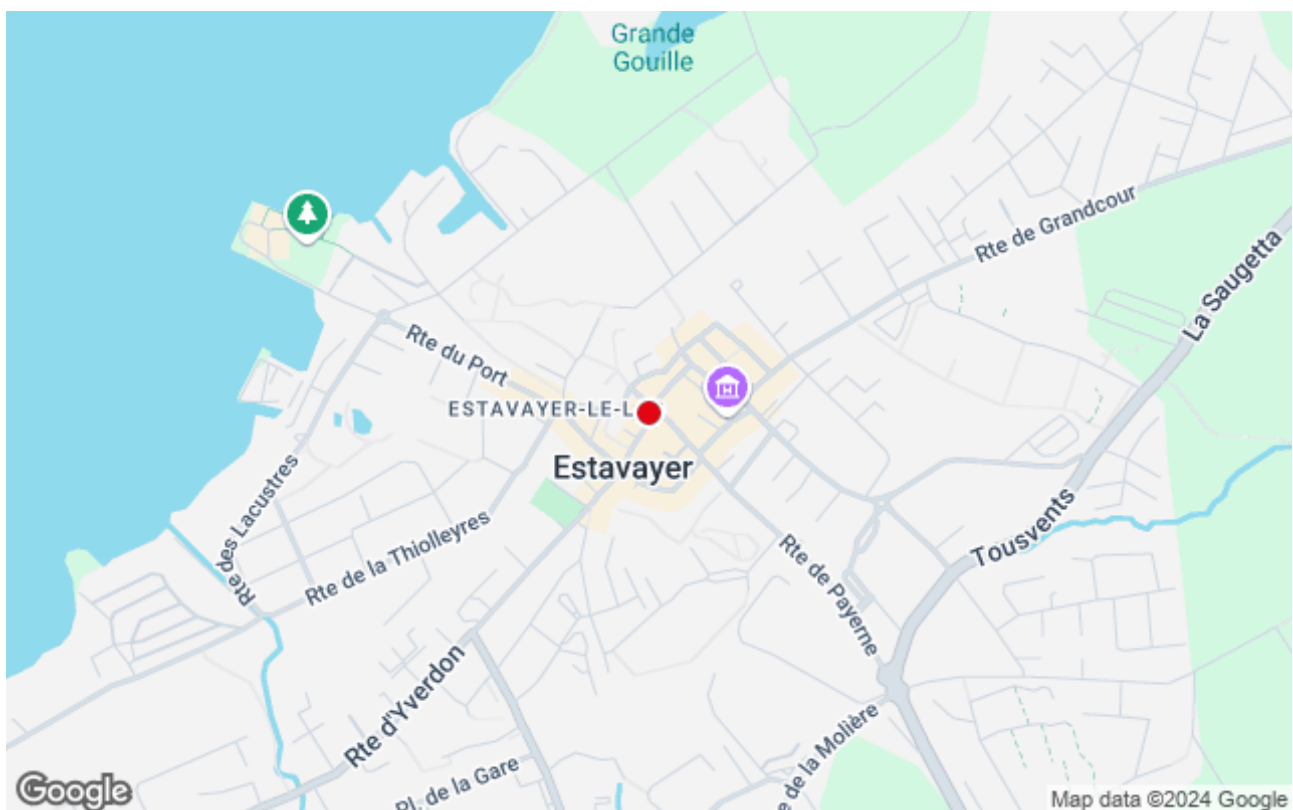 Grande
Gouille
Rte de Grandcour
La Saugetta
Rte du Port
ESTAVAYER-LE-L
Estavayer
Rte des Lacustres
Rte de la Thiolleyres
Tousvents
Rte de Payerne
Rte d'Yverdon
Pl. de la Gare
e de la Molière
H
Google
Map data ©2024 Google